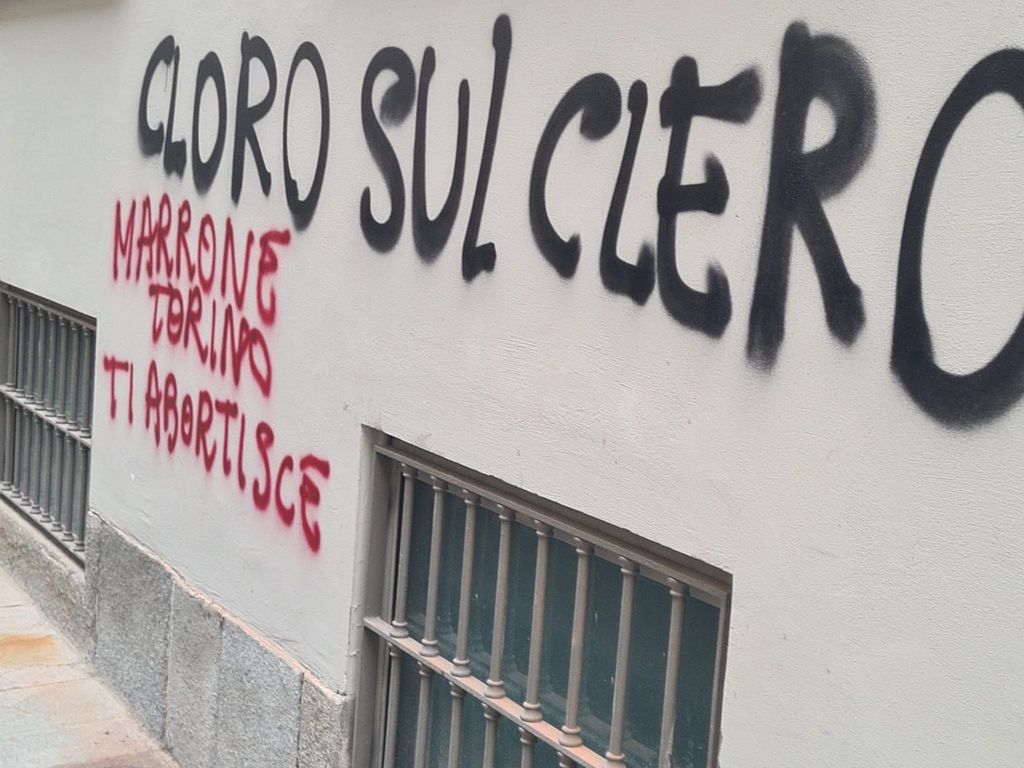 CLORO SUL CLERO
MARRONE
TORINO
TI ABORTISCE